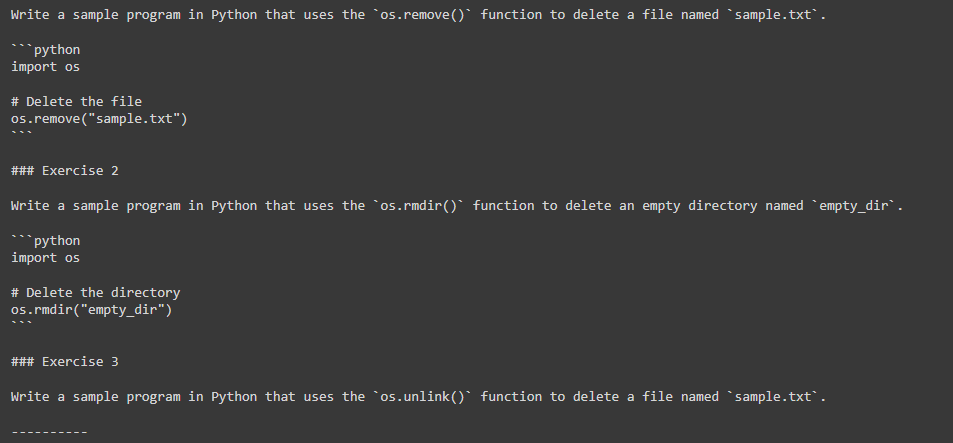 Write a sample program in Python that uses the `os.remove()` function to delete a file named `sample.txt`.
```python
import os
# Delete the file
os.remove("sample.txt")
```
### Exercise 2
Write a sample program in Python that uses the `os.rmdir()` function to delete an empty directory named `empty_dir`.
```python
import os
# Delete the directory
os.rmdir("empty_dir")
```
### Exercise 3
Write a sample program in Python that uses the `os.unlink()` function to delete a file named `sample.txt`.
----------